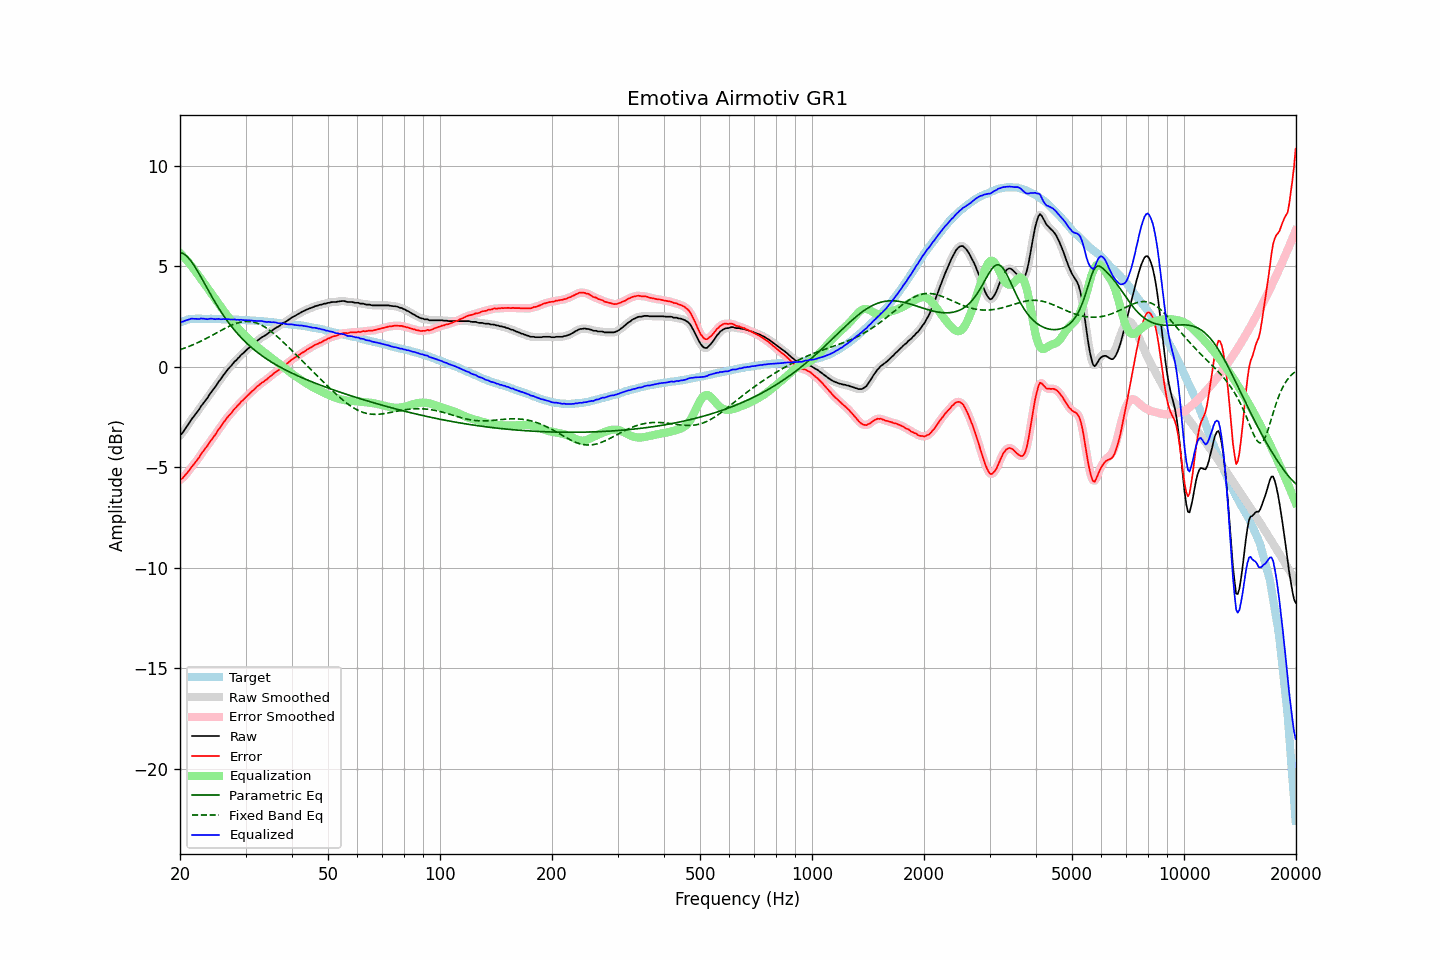 Emotiva Airmotiv GR1
Amplitude (dBr)
10
5
0
−5
−10
−15
−20
Target
Raw Smoothed
Error Smoothed
Raw
Error
Equalization
Parametric Eq
Fixed Band Eq
Equalized
20 50 100 200 500 1000 2000 5000 10000 20000
Frequency (Hz)